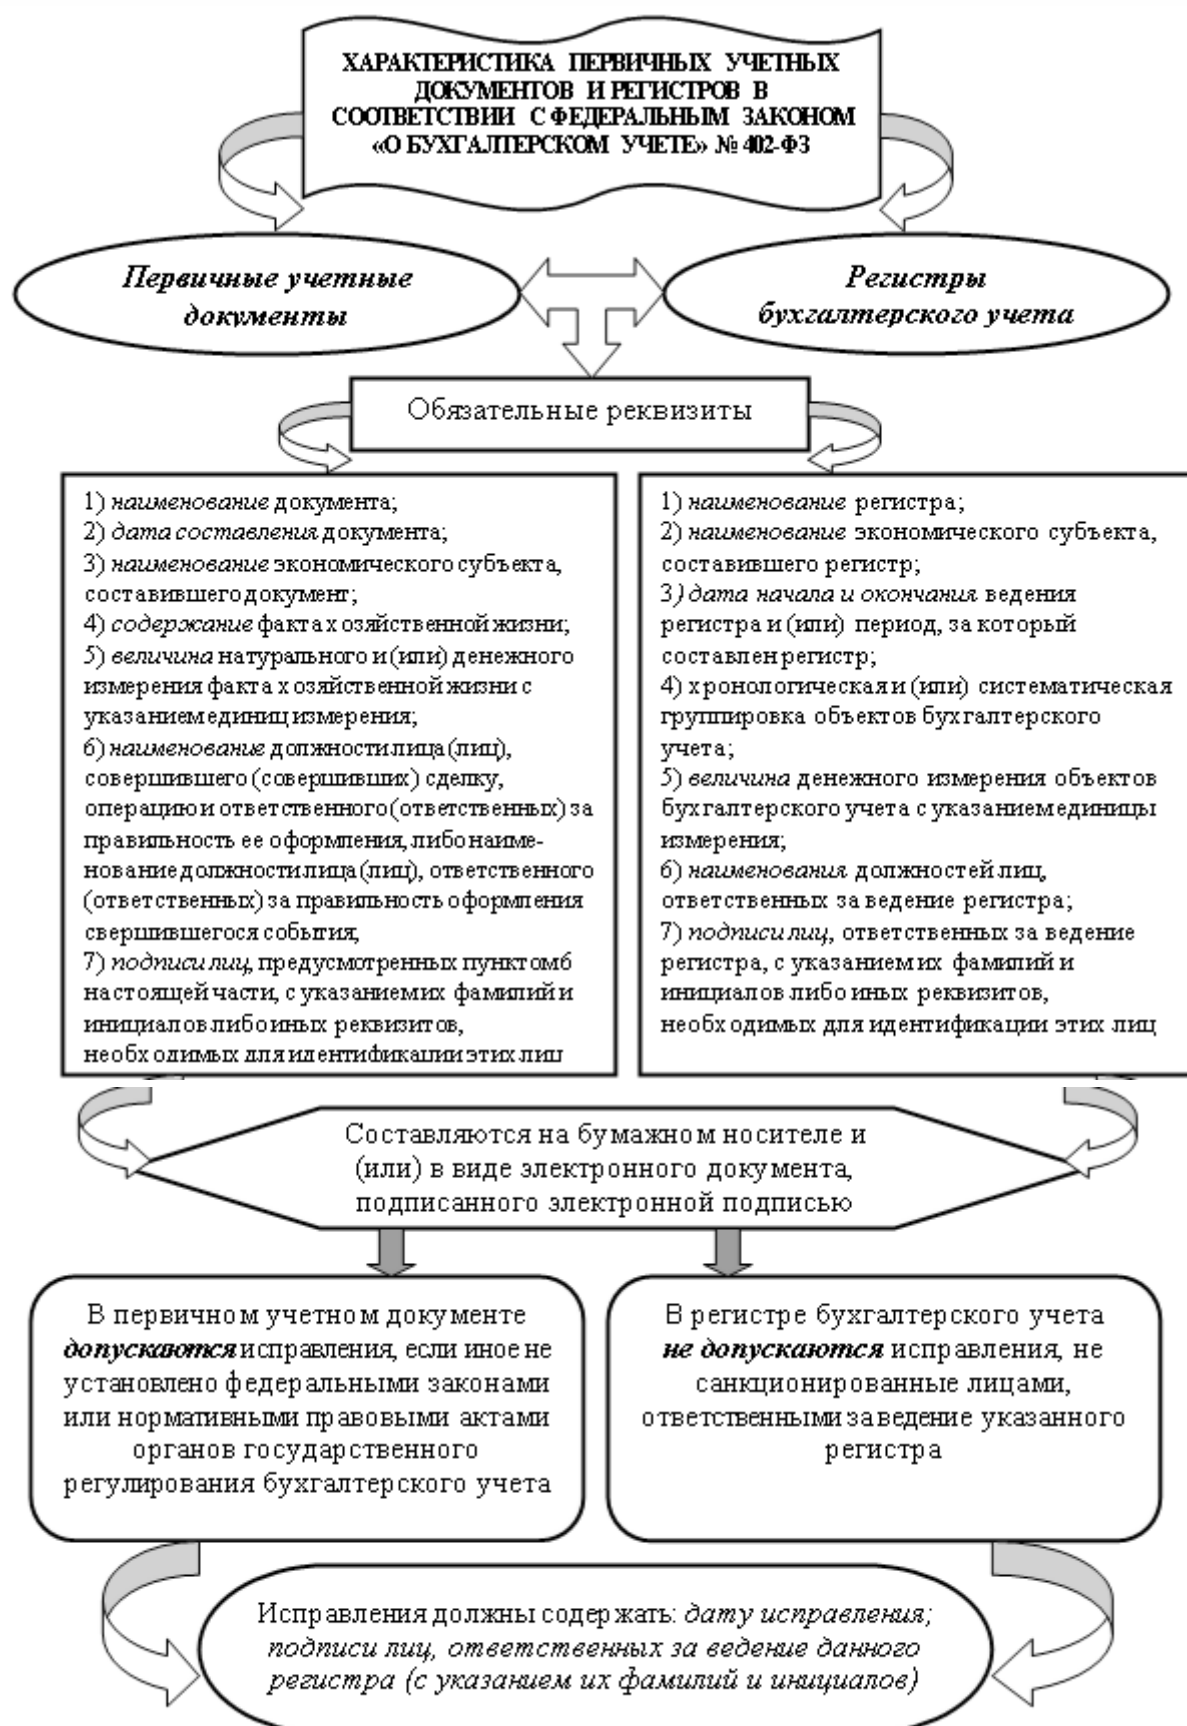 ХАРАКТЕРИСТИКА ПЕРВИЧНЫХ УЧЕТНЫХ
ДОКУМЕНТОВ И РЕГИСТРОВ В
СООТВЕТСТВИИ С ФЕДЕРАЛЬНЫМ ЗАКОНОМ
«О БУХГАЛТЕРСКОМ УЧЕТЕ» № 402-ФЗ
Первичные учетные
документы
Регистры
бухгалтерского учета
Обязательные реквизиты
1) наименование документа;
2) дата составления документа;
3) наименование экономического субъекта,
составившего документ;
4) содержание факта хозяйственной жизни;
5) величина натурального и (или) денежного
измерения факта хозяйственной жизни с
указанием единиц измерения;
6) наименование должности лица (лиц),
совершившего (совершивших) сделку,
операцию и ответственного (ответственных) за
правильность ее оформления, либо наиме-
нование должности лица (лиц), ответственного
(ответственных) за правильность оформления
свершившегося события;
7) подписи лиц, предусмотренных пунктом 6
настоящей части, с указанием их фамилий и
инициалов либо иных реквизитов,
необходимых для идентификации этих лиц
1) наименование регистра;
2) наименование экономического субъекта,
составившего регистр;
3) дата начала и окончания ведения
регистра и (или) период, за который
составлен регистр;
4) хронологическая и (или) систематическая
группировка объектов бухгалтерского
учета;
5) величина денежного измерения объектов
бухгалтерского учета с указанием единицы
измерения;
6) наименования должностей лиц,
ответственных за ведение регистра;
7) подписи лиц, ответственных за ведение
регистра, с указанием их фамилий и
инициалов либо иных реквизитов,
необходимых для идентификации этих лиц
Составляются на бумажном носителе и
(или) в виде электронного документа,
подписанного электронной подписью
В первичном учетном документе
допускаются исправления, если иное не
установлено федеральными законами
или нормативными правовыми актами
органов государственного
регулирования бухгалтерского учета
В регистре бухгалтерского учета
не допускаются исправления, не
санкционированные лицами,
ответственными за ведение указанного
регистра
Исправления должны содержать: дату исправления;
подписи лиц, ответственных за ведение данного
регистра (с указанием их фамилий и инициалов)